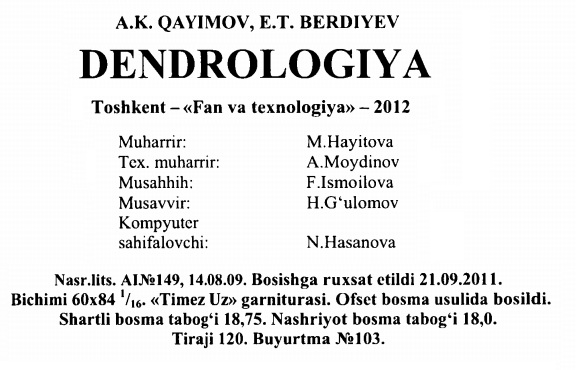 A.K. QAYIMOV, E.T. BERDIYEV
DENDROLOGIYA
Toshkent – «Fan va texnologiya» – 2012
Muharrir: M.Hayitova
Tex. muharrir: A.Moydinov
Musahhih: F.Ismoilova
Musavvir: H.G‘ulomov
Kompyuter
sahifalovchi: N.Hasanova
Nasr.lits. AI№149, 14.08.09. Bosishga ruxsat etildi 21.09.2011.
Bichimi 60x84 1/16. «Timez Uz» garniturasi. Ofset bosma usulida bosildi.
Shartli bosma tabog‘i 18,75. Nashriyot bosma tabog‘i 18,0.
Tiraji 120. Buyurtma №103.